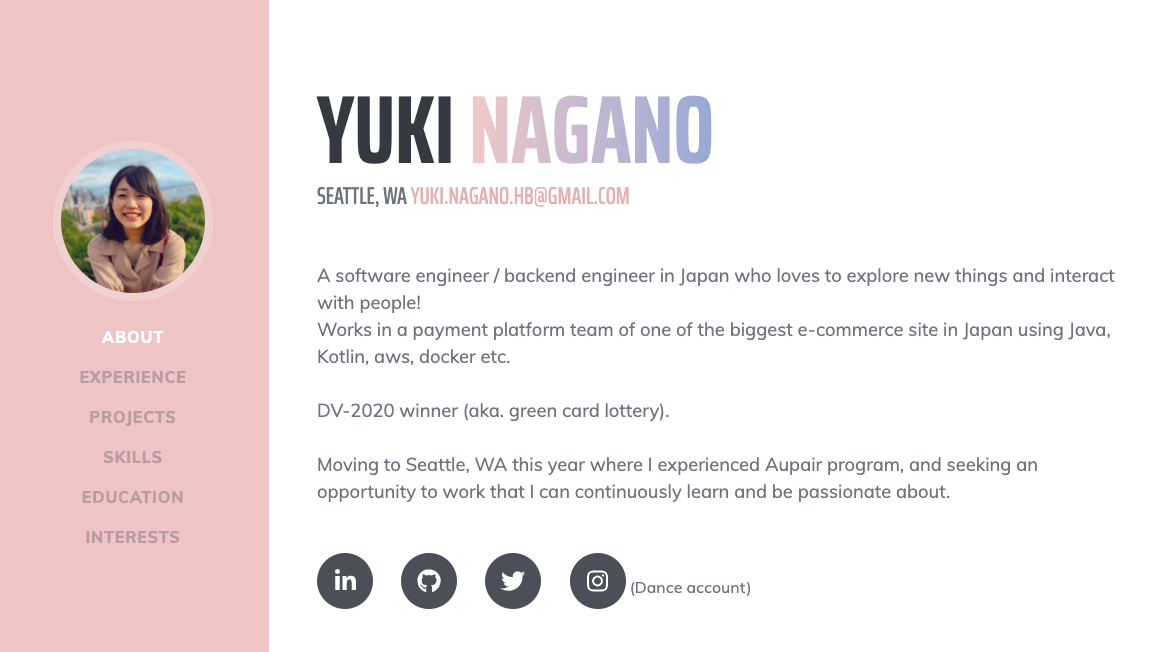 ABOUT
EXPERIENCE
PROJECTS
SKILLS
EDUCATION
INTERESTS
YUKI NAGANO
SEATTLE, WA YUKI.NAGANO.HB@GMAIL.COM
A software engineer / backend engineer in Japan who loves to explore new things and interact
with people!
Works in a payment platform team of one of the biggest e-commerce site in Japan using Java,
Kotlin, aws, docker etc.
DV-2020 winner (aka. green card lottery).
Moving to Seattle, WA this year where I experienced Aupair program, and seeking an
opportunity to work that I can continuously learn and be passionate about.
in
(Dance account)